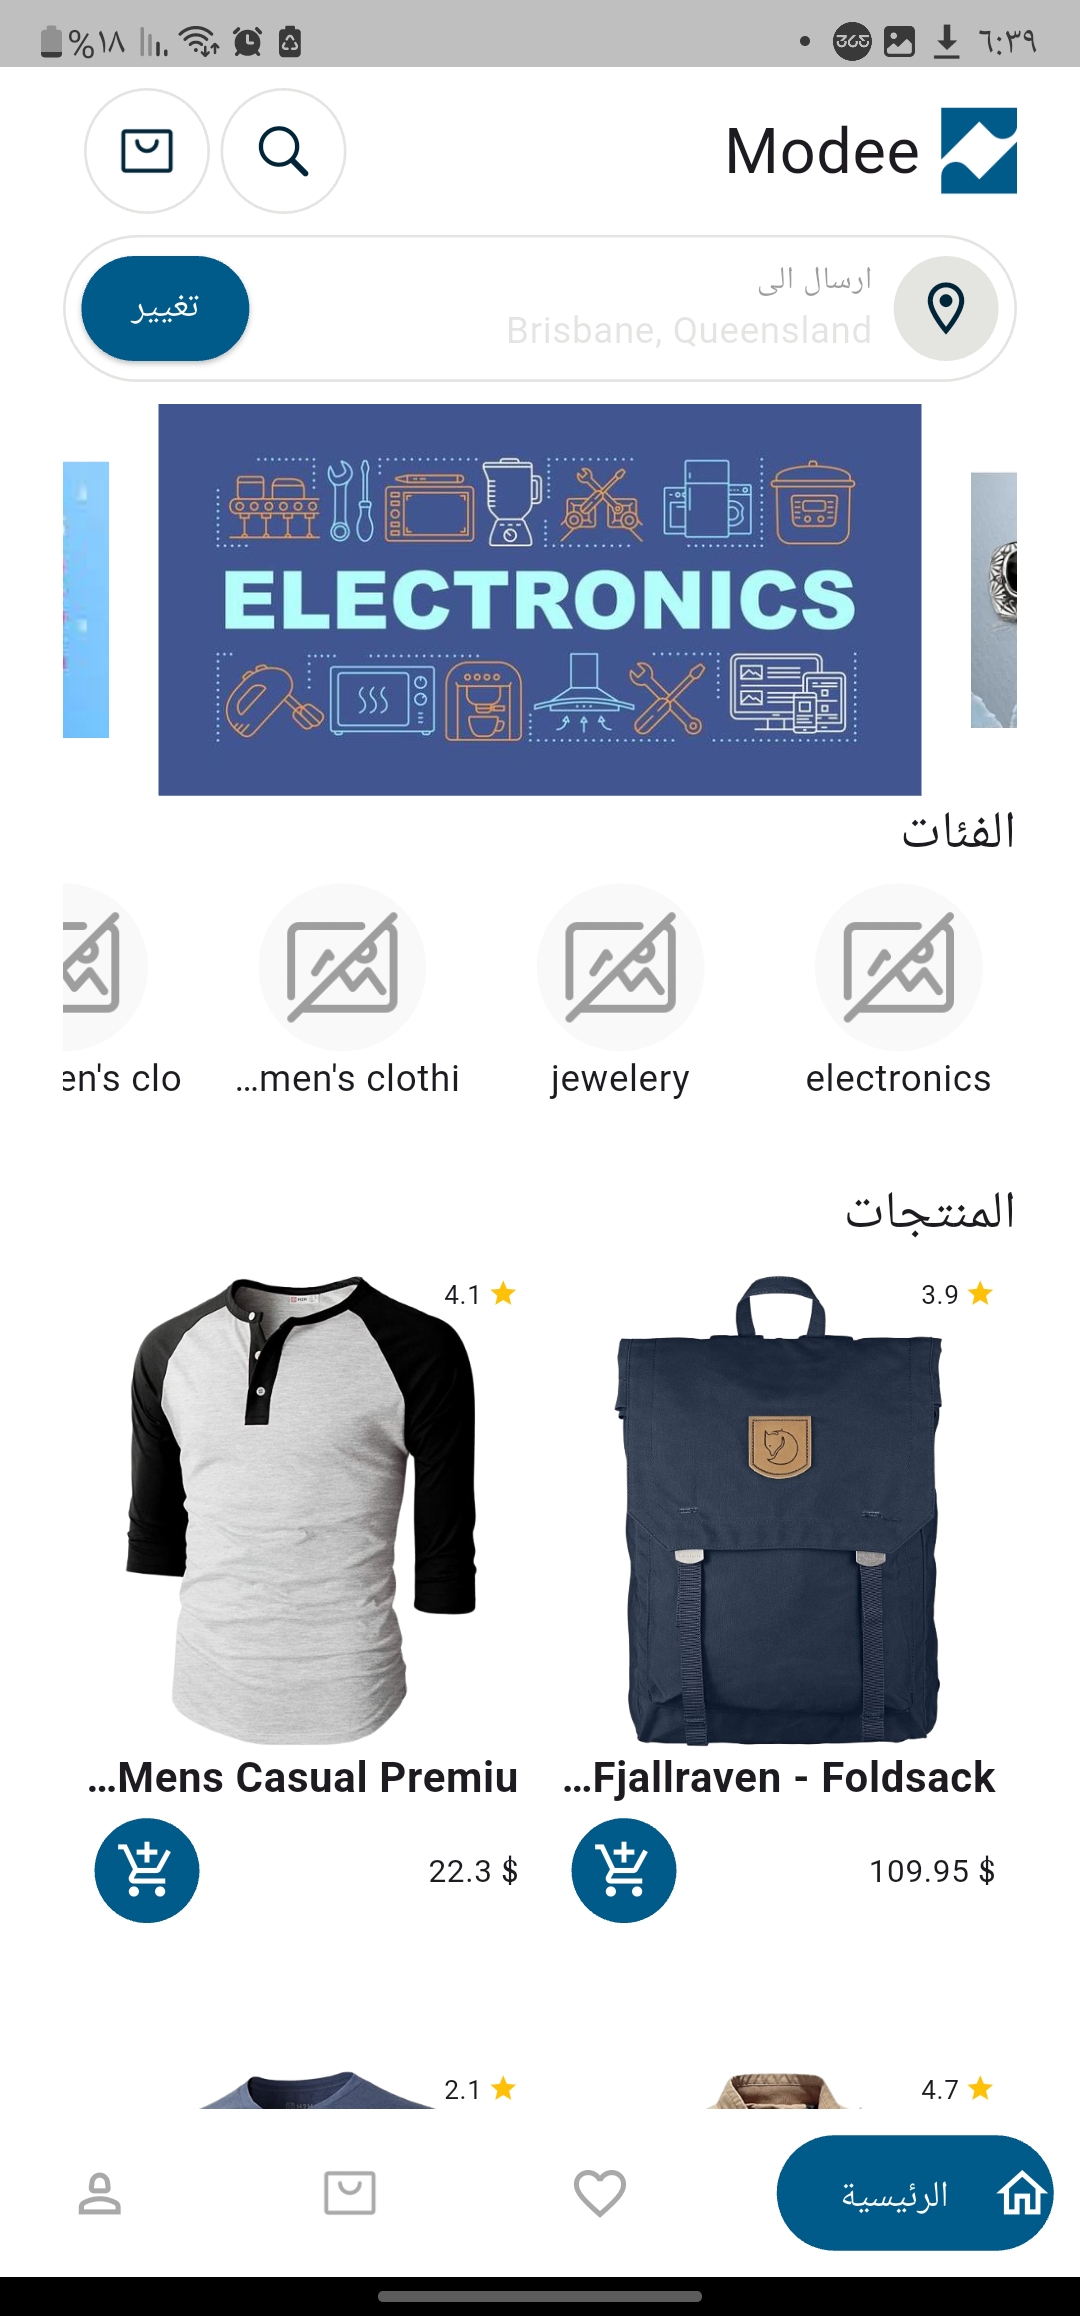 ٦:٣٩
%١٨
Modee
ارسال الى
Brisbane, Queensland
تغيير
ELECTRONICS
الفئات
electronics
jewelery
men's clothi…
en's clo
المنتجات
3.9
4.1
Fjallraven - Foldsack…
Mens Casual Premiu…
109.95 $
22.3 $
4.7
2.1
الرئيسية